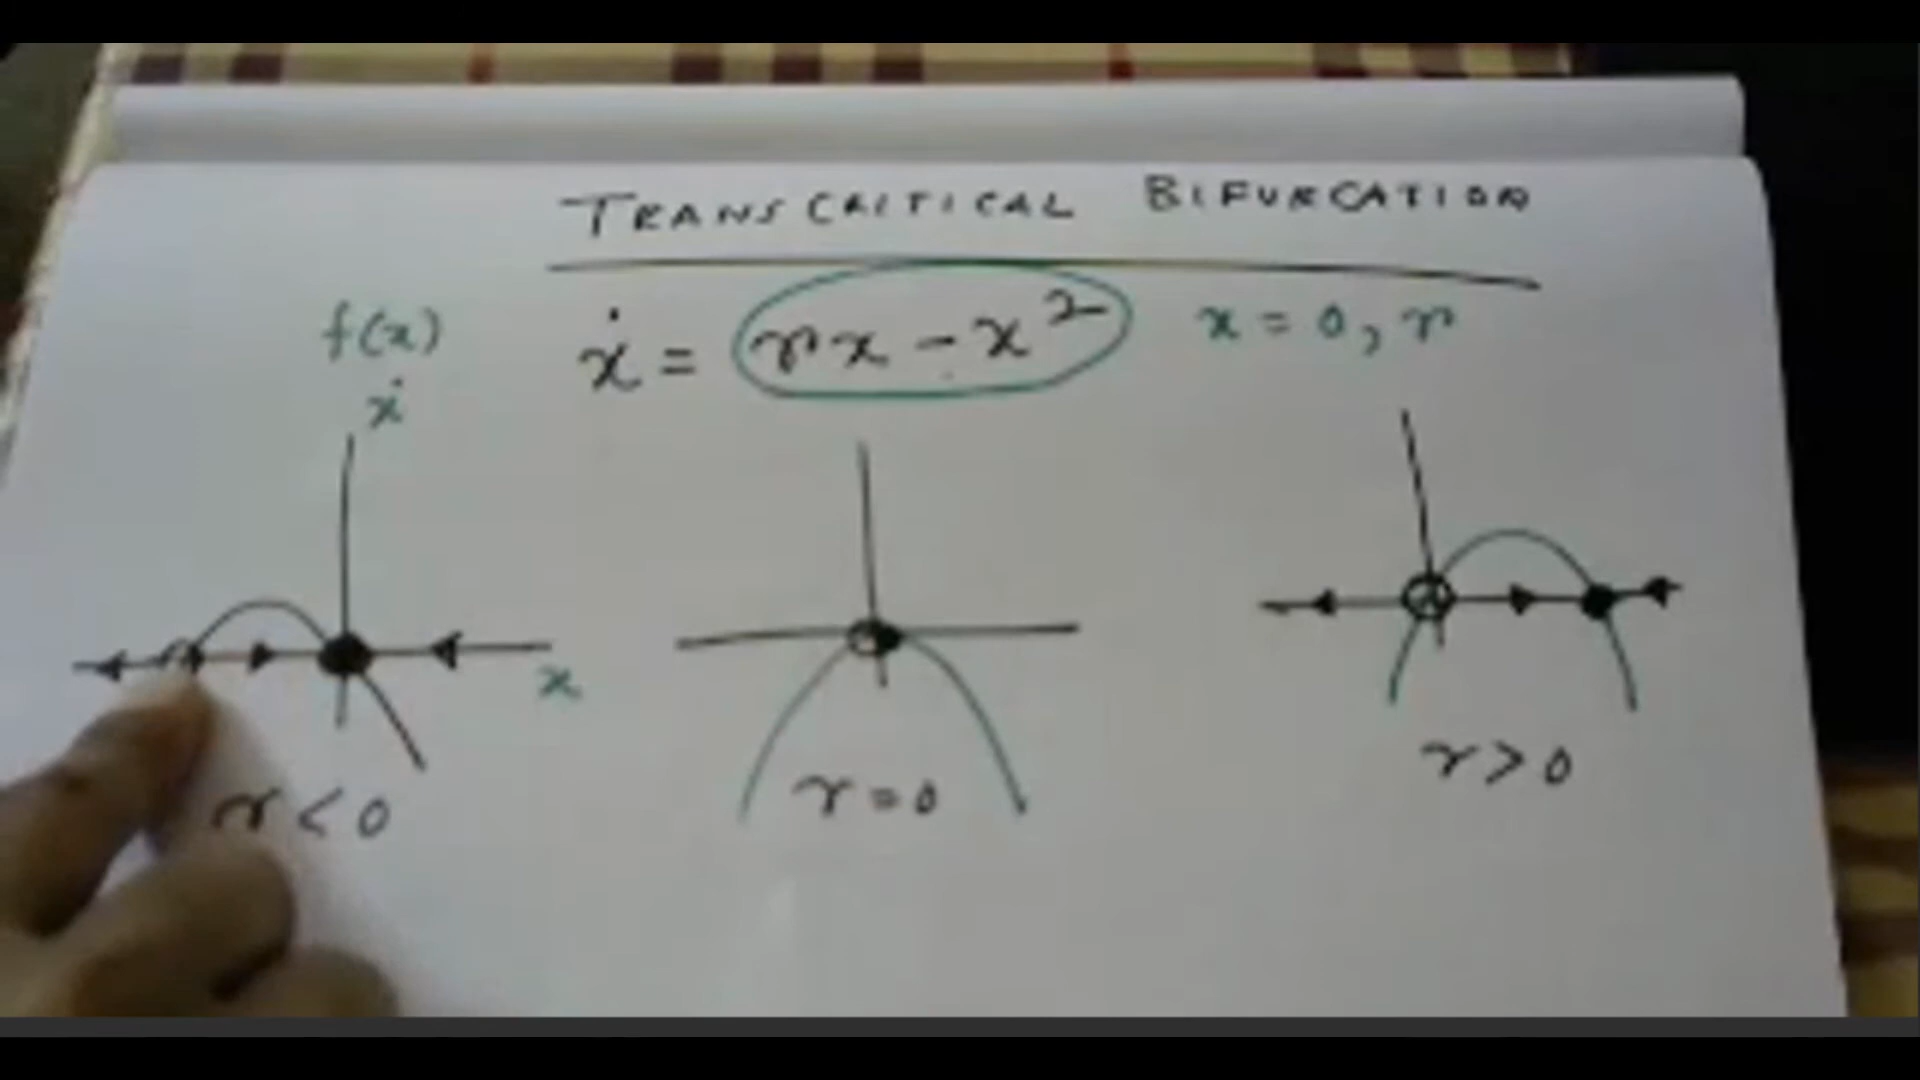 TRANSCRITICAL BIFURCATION
f(x)
ẋ = rx - x² x = 0, r
ẋ
x
r < 0
r = 0
r > 0